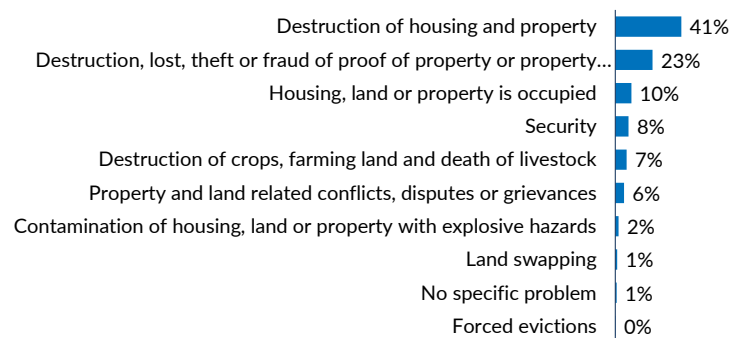 Destruction of housing and property 41%
Destruction, lost, theft or fraud of proof of property or property... 23%
Housing, land or property is occupied 10%
Security 8%
Destruction of crops, farming land and death of livestock 7%
Property and land related conflicts, disputes or grievances 6%
Contamination of housing, land or property with explosive hazards 2%
Land swapping 1%
No specific problem 1%
Forced evictions 0%